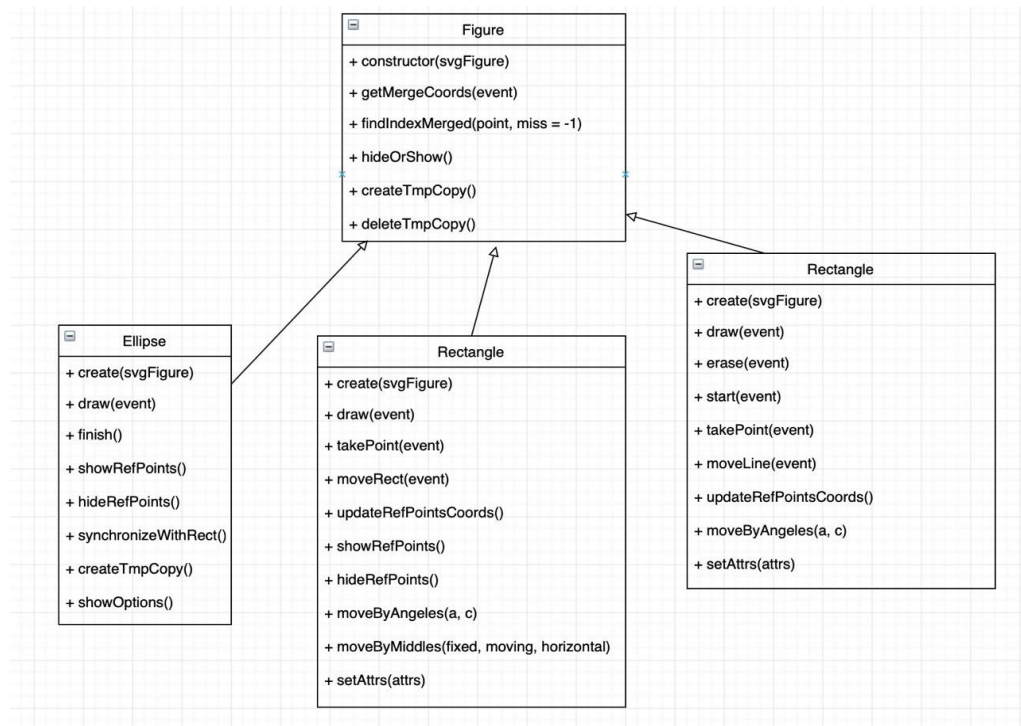 Figure
+ constructor(svgFigure)
+ getMergeCoords(event)
+ findIndexMerged(point, miss = -1)
+ hideOrShow()
+ createTmpCopy()
+ deleteTmpCopy()
Ellipse
+ create(svgFigure)
+ draw(event)
+ finish()
+ showRefPoints()
+ hideRefPoints()
+ synchronizeWithRect()
+ createTmpCopy()
+ showOptions()
Rectangle
+ create(svgFigure)
+ draw(event)
+ takePoint(event)
+ moveRect(event)
+ updateRefPointsCoords()
+ showRefPoints()
+ hideRefPoints()
+ moveByAngeles(a, c)
+ moveByMiddles(fixed, moving, horizontal)
+ setAttrs(attrs)
Rectangle
+ create(svgFigure)
+ draw(event)
+ erase(event)
+ start(event)
+ takePoint(event)
+ moveLine(event)
+ updateRefPointsCoords()
+ moveByAngeles(a, c)
+ setAttrs(attrs)